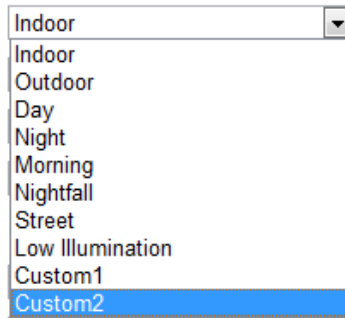 Indoor
Indoor
Outdoor
Day
Night
Morning
Nightfall
Street
Low Illumination
Custom1
Custom2